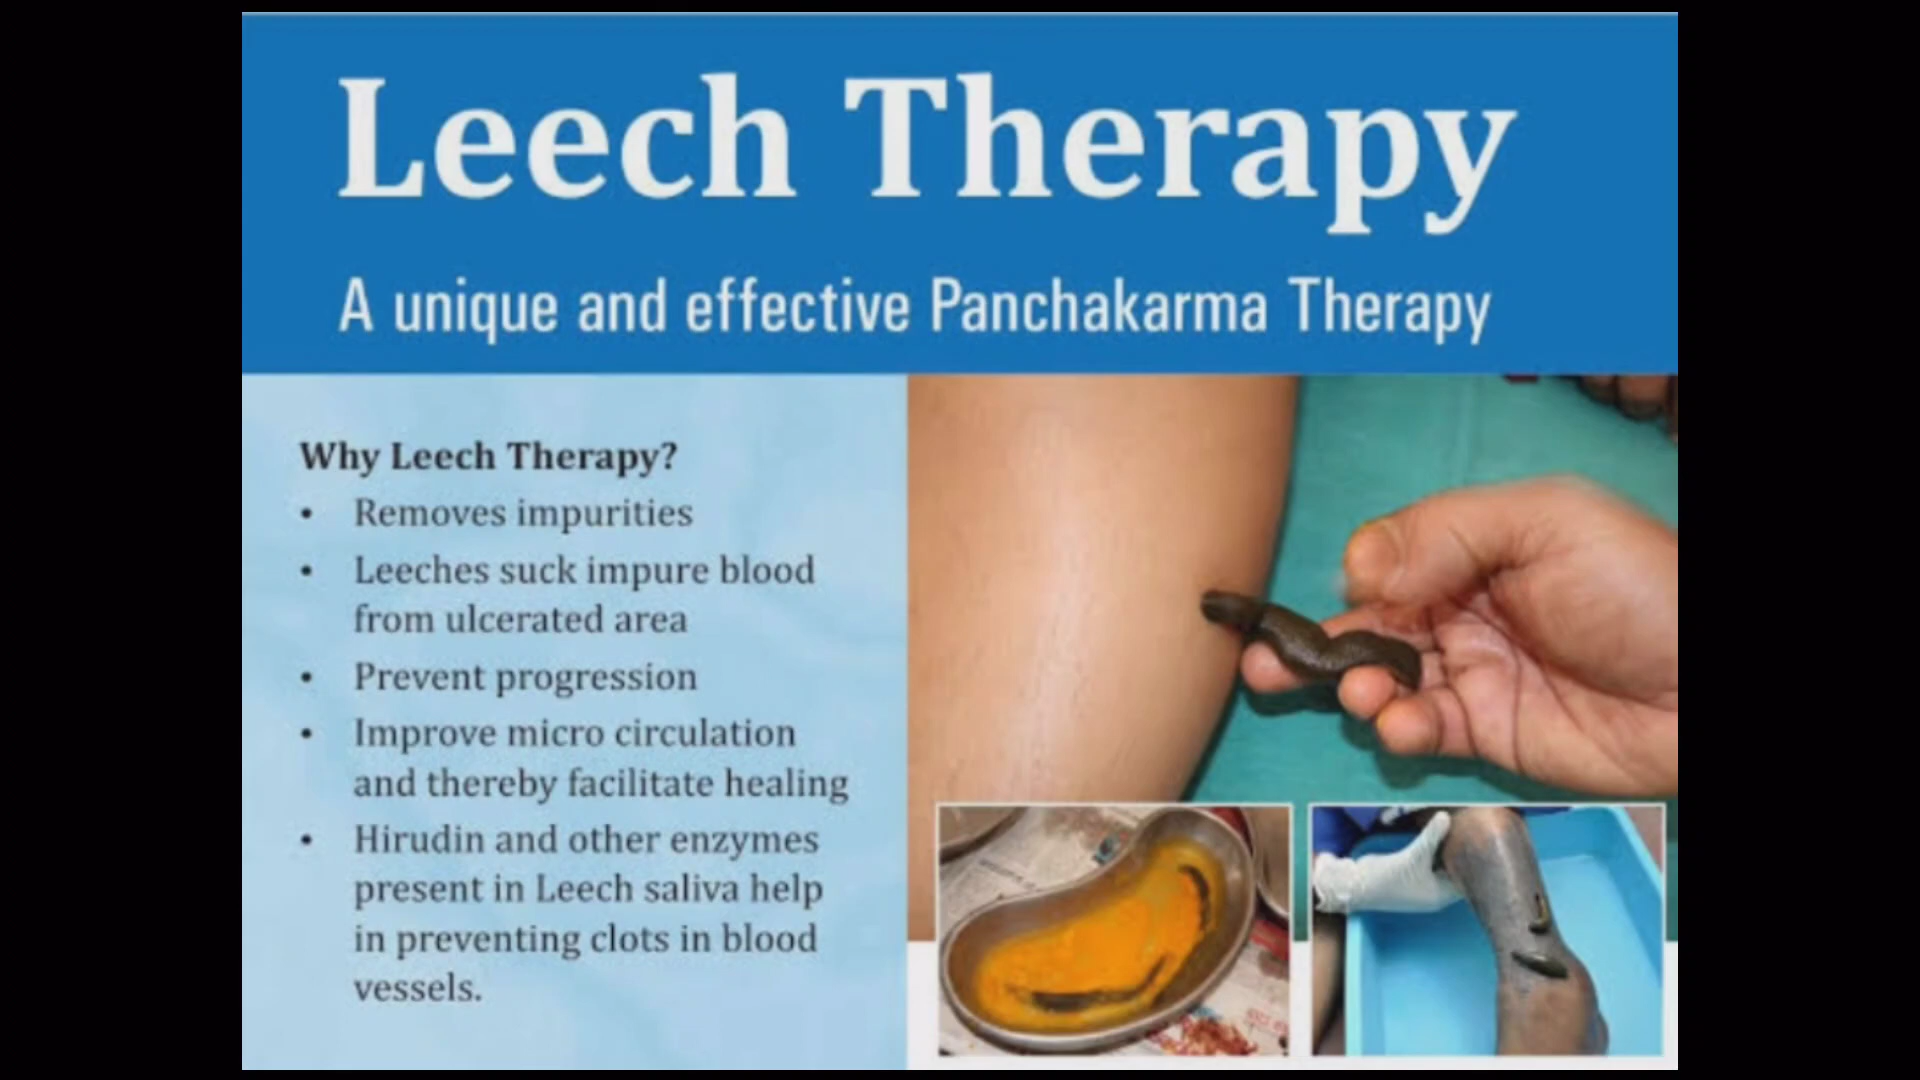 Leech Therapy
A unique and effective Panchakarma Therapy
Why Leech Therapy?
• Removes impurities
• Leeches suck impure blood
from ulcerated area
• Prevent progression
• Improve micro circulation
and thereby facilitate healing
• Hirudin and other enzymes
present in Leech saliva help
in preventing clots in blood
vessels.